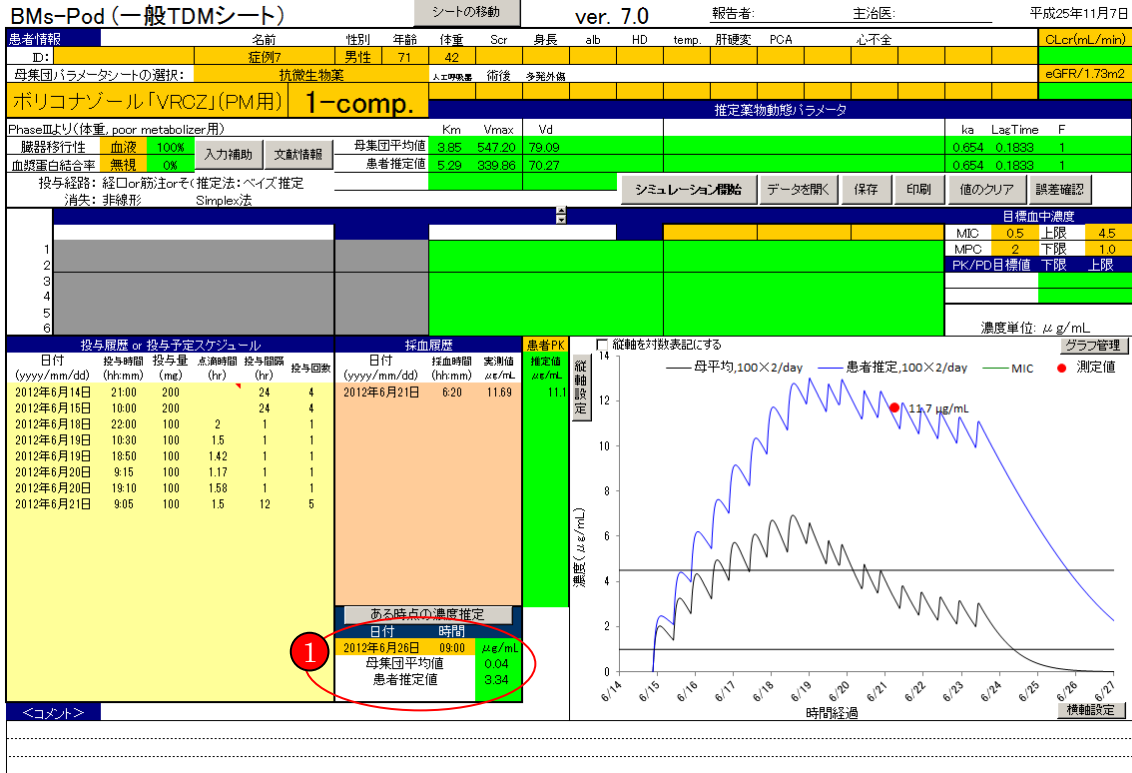 BMs-Pod (一般TDMシート) シートの移動 ver. 7.0 報告者: 主治医: 平成25年11月7日
患者情報 名前 性別 年齢 体重 Scr 身長 alb HD temp. 肝硬変 PCA 心不全 CLcr(mL/min)
ID: 症例7 男性 71 42
母集団パラメータシートの選択: 抗微生物薬 人工呼吸器 術後 多発外傷 eGFR/1.73m2
ボリコナゾール「VRCZ」(PM用) 1-comp.
推定薬物動態パラメータ
PhaseⅢより(体重, poor metabolizer用) Km Vmax Vd ka LagTime F
臓器移行性 血液 100% 入力補助 文献情報 母集団平均値 3.85 547.20 79.09 0.654 0.1833 1
血漿蛋白結合率 無視 0% 患者推定値 5.29 339.86 70.27 0.654 0.1833 1
投与経路: 経口or筋注orそ( 推定法: ベイズ推定
消失: 非線形 Simplex法
シミュレーション開始 データを開く 保存 印刷 値のクリア 誤差確認
目標血中濃度
MIC 0.5 上限 4.5
MPC 2 下限 1.0
PK/PD目標値 下限 上限
1
2
3
4
5
6
濃度単位: μg/mL
投与履歴 or 投与予定スケジュール
日付 投与時間 投与量 点滴時間 投与間隔 投与回数
(yyyy/mm/dd) (hh:mm) (mg) (hr) (hr)
2012年6月14日 21:00 200 24 4
2012年6月15日 10:00 200 24 4
2012年6月18日 22:00 100 2 1 1
2012年6月19日 10:30 100 1.5 1 1
2012年6月19日 18:50 100 1.42 1 1
2012年6月20日 9:15 100 1.17 1 1
2012年6月20日 19:10 100 1.58 1 1
2012年6月21日 9:05 100 1.5 12 5
採血履歴 患者PK
日付 採血時間 実測値 推定値
(yyyy/mm/dd) (hh:mm) μg/mL μg/mL
2012年6月21日 6:20 11.69 11.1
ある時点の濃度推定
日付 時間
1
2012年6月26日 09:00 μg/mL
母集団平均値 0.04
患者推定値 3.34
縦軸を対数表記にする グラフ管理
縦軸設定
母平均,100×2/day 患者推定,100×2/day MIC 測定値
11.7 μg/mL
濃度(μg/mL)
14
12
10
8
6
4
2
0
6/14 6/15 6/16 6/17 6/18 6/19 6/20 6/21 6/22 6/23 6/24 6/25 6/26 6/27
時間経過
横軸設定
<コメント>